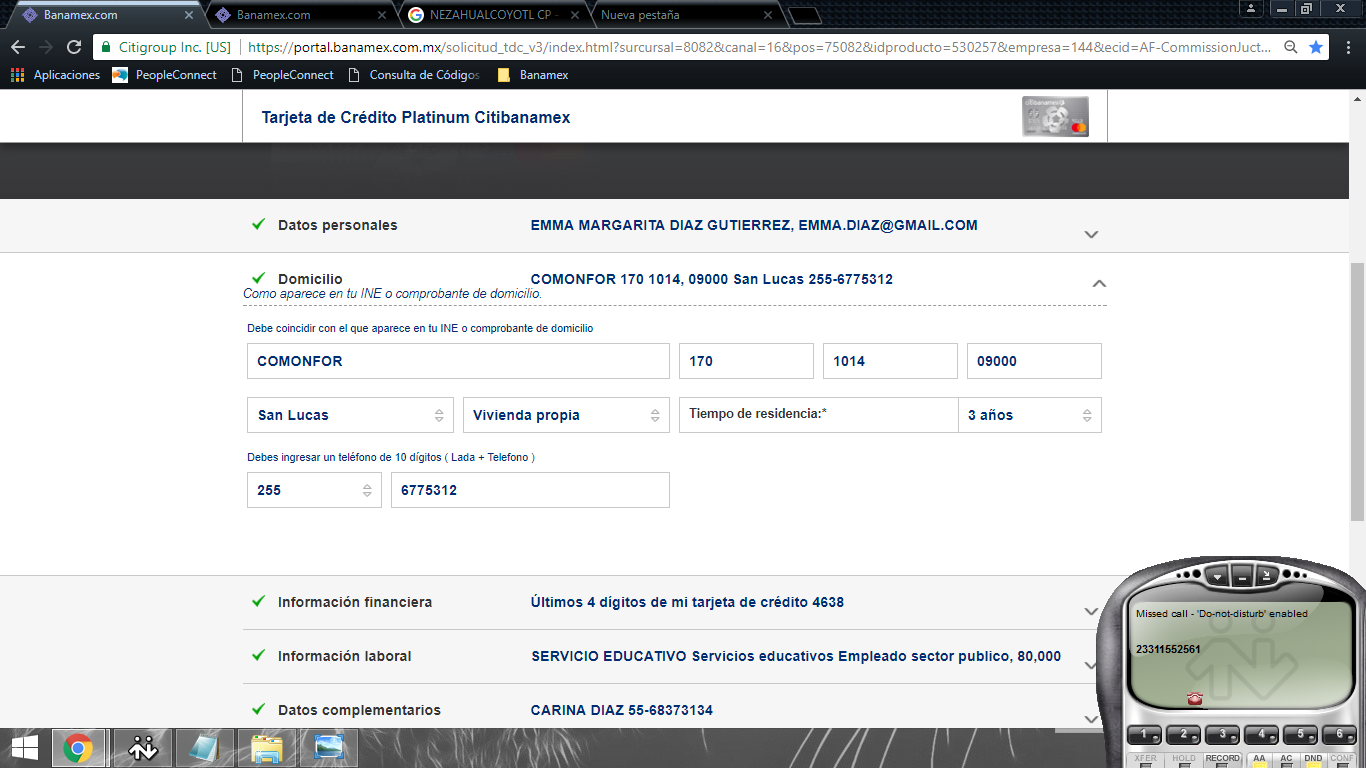 Banamex.com
Banamex.com
NEZAHUALCOYOTL CP -
Nueva pestaña
Citigroup Inc. [US]
https://portal.banamex.com.mx/solicitud_tdc_v3/index.html?surcursal=8082&canal=16&pos=75082&idproducto=530257&empresa=144&ecid=AF-CommissionJuct...
Aplicaciones
PeopleConnect
PeopleConnect
Consulta de Códigos
Banamex
Tarjeta de Crédito Platinum Citibanamex
citibanamex
Datos personales
EMMA MARGARITA DIAZ GUTIERREZ, EMMA.DIAZ@GMAIL.COM
Domicilio
COMONFOR 170 1014, 09000 San Lucas 255-6775312
Como aparece en tu INE o comprobante de domicilio.
Debe coincidir con el que aparece en tu INE o comprobante de domicilio
COMONFOR
170
1014
09000
San Lucas
Vivienda propia
Tiempo de residencia:*
3 años
Debes ingresar un teléfono de 10 dígitos ( Lada + Telefono )
255
6775312
Información financiera
Últimos 4 dígitos de mi tarjeta de crédito 4638
Información laboral
SERVICIO EDUCATIVO Servicios educativos Empleado sector publico, 80,000
Datos complementarios
CARINA DIAZ 55-68373134
Missed call - 'Do-not-disturb' enabled
23311552561
1 2 3 4 5 6
XFER HOLD RECORD AA AC DND CONF